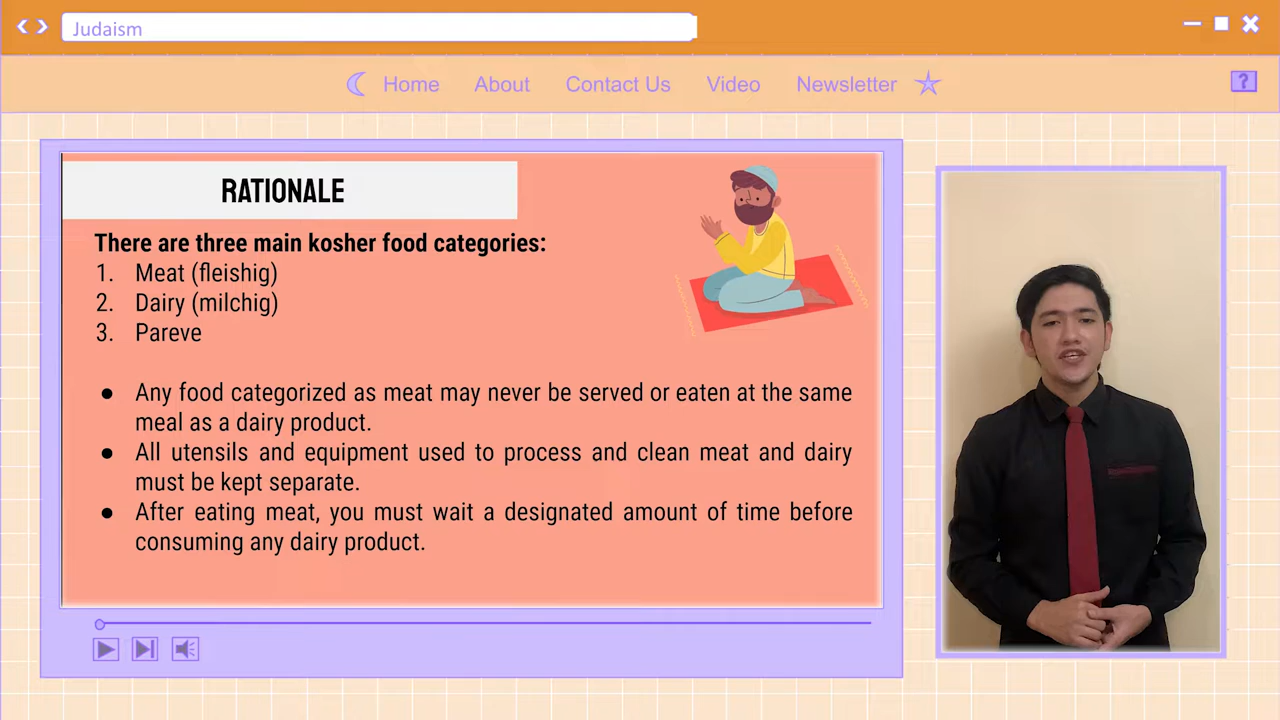 Judaism
Home About Contact Us Video Newsletter
?
RATIONALE
There are three main kosher food categories:
1. Meat (fleishig)
2. Dairy (milchig)
3. Pareve
● Any food categorized as meat may never be served or eaten at the same
meal as a dairy product.
● All utensils and equipment used to process and clean meat and dairy
must be kept separate.
● After eating meat, you must wait a designated amount of time before
consuming any dairy product.